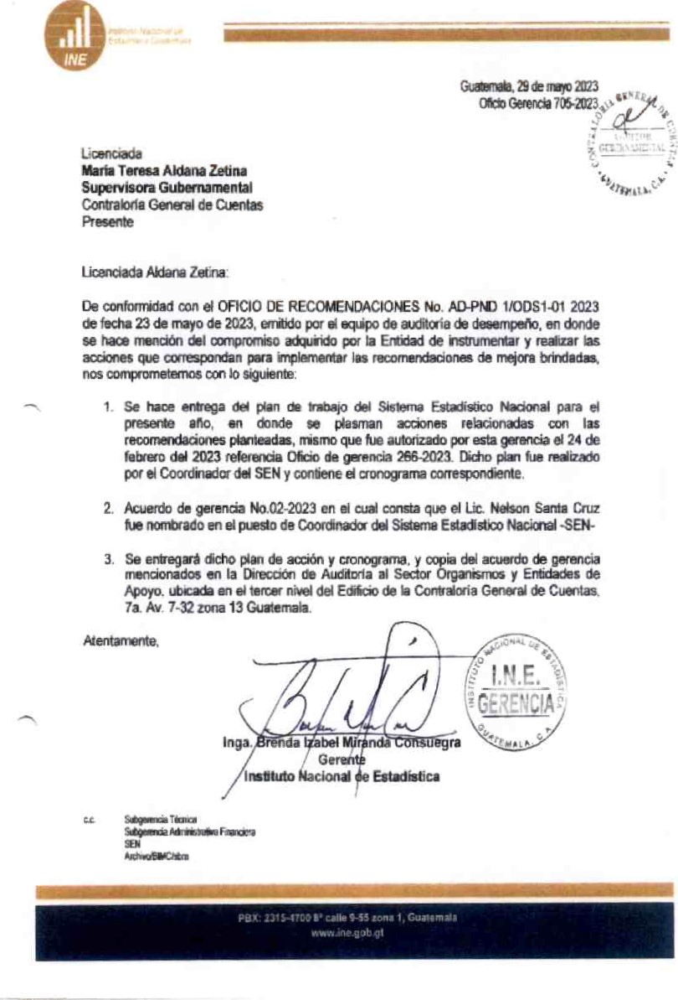 Instituto Nacional de
Estadística Guatemala
INE
Guatemala, 29 de mayo 2023
Oficio Gerencia 705-2023
CONTRALORIA GENERAL DE CUENTAS
AUDITOR
GUBERNAMENTAL
GUATEMALA, C.A.
Licenciada
María Teresa Aldana Zetina
Supervisora Gubernamental
Contraloría General de Cuentas
Presente
Licenciada Aldana Zetina:
De conformidad con el OFICIO DE RECOMENDACIONES No. AD-PND 1/ODS1-01 2023
de fecha 23 de mayo de 2023, emitido por el equipo de auditoría de desempeño, en donde
se hace mención del compromiso adquirido por la Entidad de instrumentar y realizar las
acciones que correspondan para implementar las recomendaciones de mejora brindadas,
nos comprometemos con lo siguiente:
1. Se hace entrega del plan de trabajo del Sistema Estadístico Nacional para el
presente año, en donde se plasman acciones relacionadas con las
recomendaciones planteadas, mismo que fue autorizado por esta gerencia el 24 de
febrero del 2023 referencia Oficio de gerencia 266-2023. Dicho plan fue realizado
por el Coordinador del SEN y contiene el cronograma correspondiente.
2. Acuerdo de gerencia No.02-2023 en el cual consta que el Lic. Nelson Santa Cruz
fue nombrado en el puesto de Coordinador del Sistema Estadístico Nacional -SEN-
3. Se entregará dicho plan de acción y cronograma, y copia del acuerdo de gerencia
mencionados en la Dirección de Auditoría al Sector Organismos y Entidades de
Apoyo, ubicada en el tercer nivel del Edificio de la Contraloría General de Cuentas,
7a. Av. 7-32 zona 13 Guatemala.
Atentamente,
INSTITUTO NACIONAL DE ESTADÍSTICA
I.N.E.
GERENCIA
GUATEMALA, C.A.
Inga. Brenda Izabel Miranda Consuegra
Gerente
Instituto Nacional de Estadística
c.c. Subgerencia Técnica
Subgerencia Administrativa Financiera
SEN
Archivo/BIMC/sbra
PBX: 2315-4700 8ª calle 9-55 zona 1, Guatemala
www.ine.gob.gt